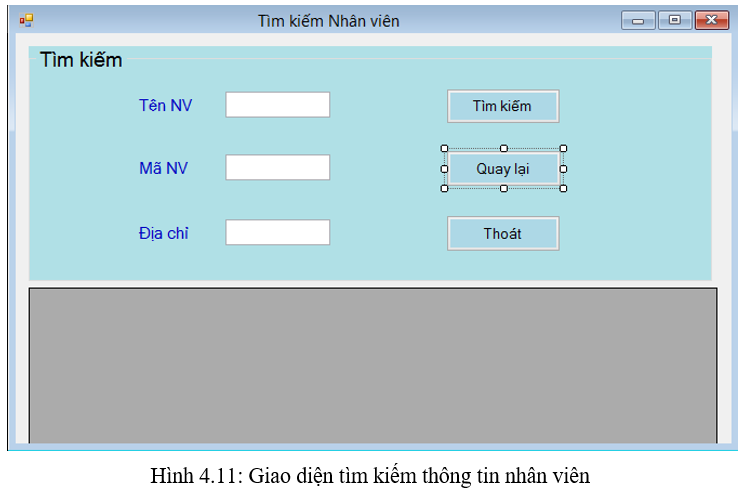 Tìm kiếm Nhân viên
Tìm kiếm
Tên NV
Tìm kiếm
Mã NV
Quay lại
Địa chỉ
Thoát
Hình 4.11: Giao diện tìm kiếm thông tin nhân viên